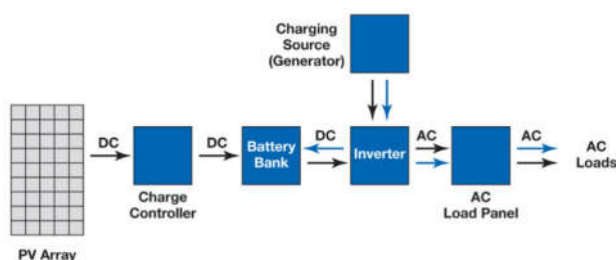 Charging
Source
(Generator)
DC
DC
DC
AC
AC
Battery
Bank
Inverter
AC
Loads
Charge
Controller
AC
Load Panel
PV Array